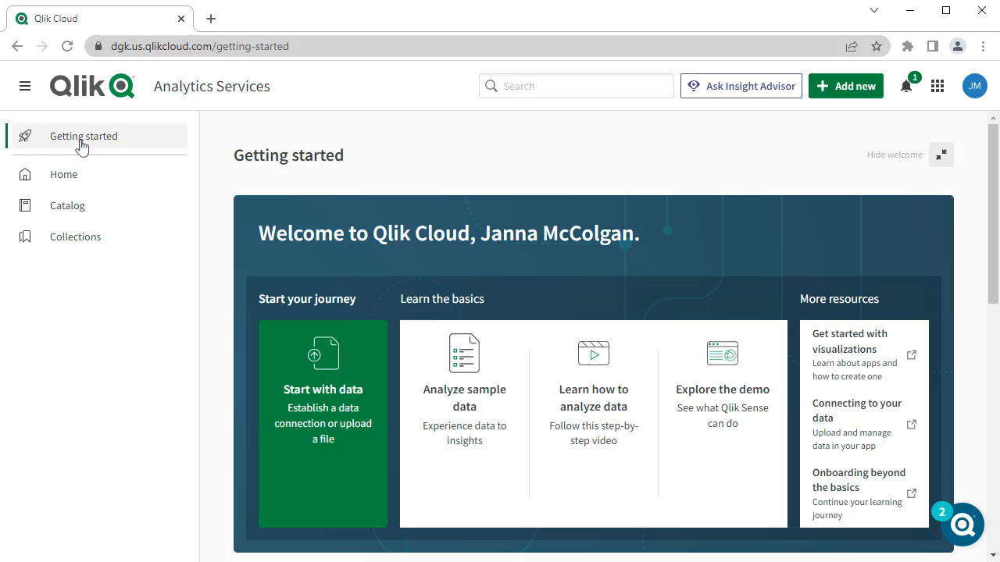 Qlik Cloud
dgk.us.qlikcloud.com/getting-started
Qlik Analytics Services
Search
Ask Insight Advisor
Add new
1
JM
Getting started
Home
Catalog
Collections
Getting started
Hide welcome
Welcome to Qlik Cloud, Janna McColgan.
Start your journey
Start with data
Establish a data
connection or upload
a file
Learn the basics
Analyze sample
data
Experience data to
insights
Learn how to
analyze data
Follow this step-by-
step video
Explore the demo
See what Qlik Sense
can do
More resources
Get started with
visualizations
Learn about apps and
how to create one
Connecting to your
data
Upload and manage
data in your app
Onboarding beyond
the basics
Continue your learning
journey
2